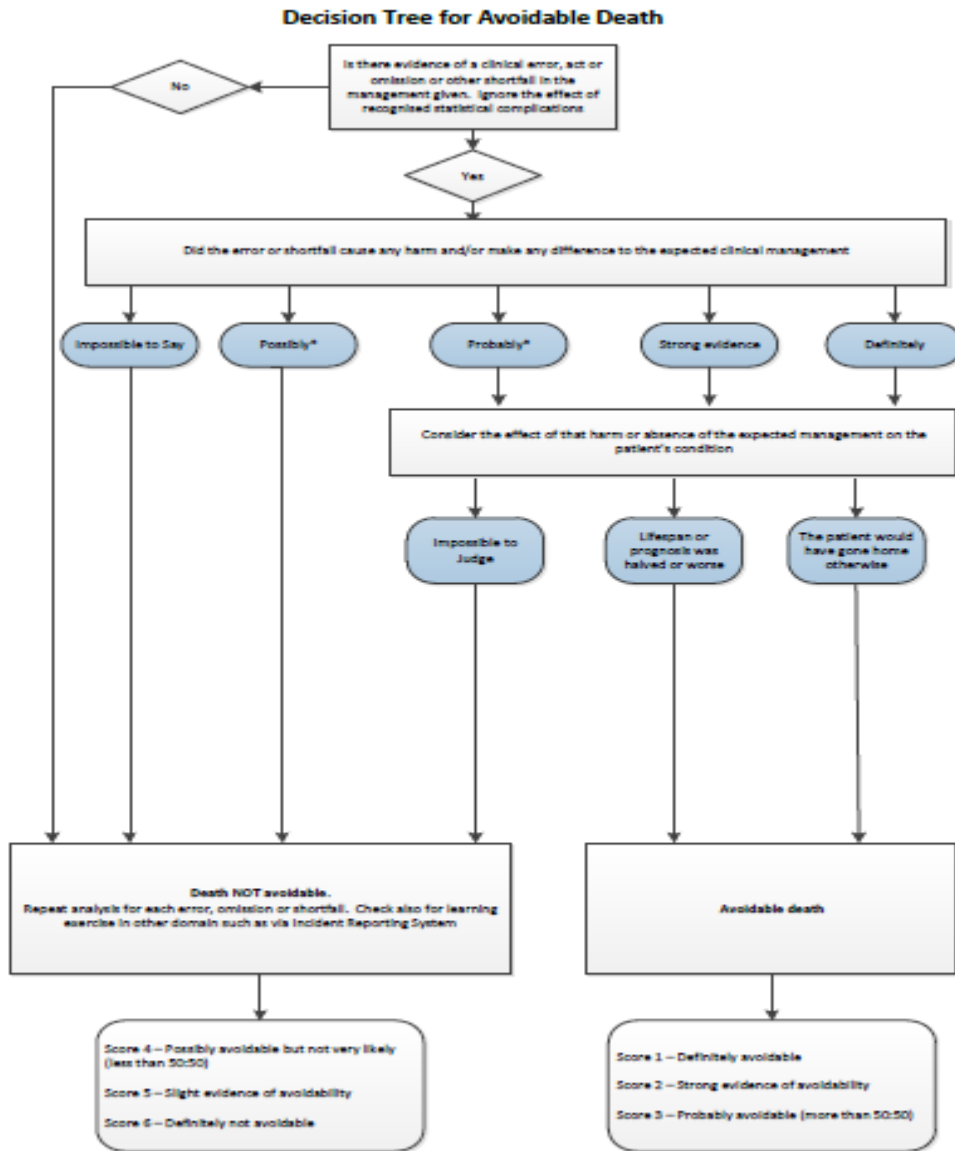 Decision Tree for Avoidable Death
Is there evidence of a clinical error, act or
omission or other shortfall in the
management given.  Ignore the effect of
recognised statistical complications
No
Yes
Did the error or shortfall cause any harm and/or make any difference to the expected clinical management
Impossible to Say
Possibly*
Probably*
Strong evidence
Definitely
Consider the effect of that harm or absence of the expected management on the
patient's condition
Impossible to
Judge
Lifespan or
prognosis was
halved or worse
The patient would
have gone home
otherwise
Death NOT avoidable.
Repeat analysis for each error, omission or shortfall.  Check also for learning
exercise in other domain such as via Incident Reporting System
Avoidable death
Score 4 – Possibly avoidable but not very likely
(less than 50:50)
Score 5 – Slight evidence of avoidability
Score 6 – Definitely not avoidable
Score 1 – Definitely avoidable
Score 2 – Strong evidence of avoidability
Score 3 – Probably avoidable (more than 50:50)